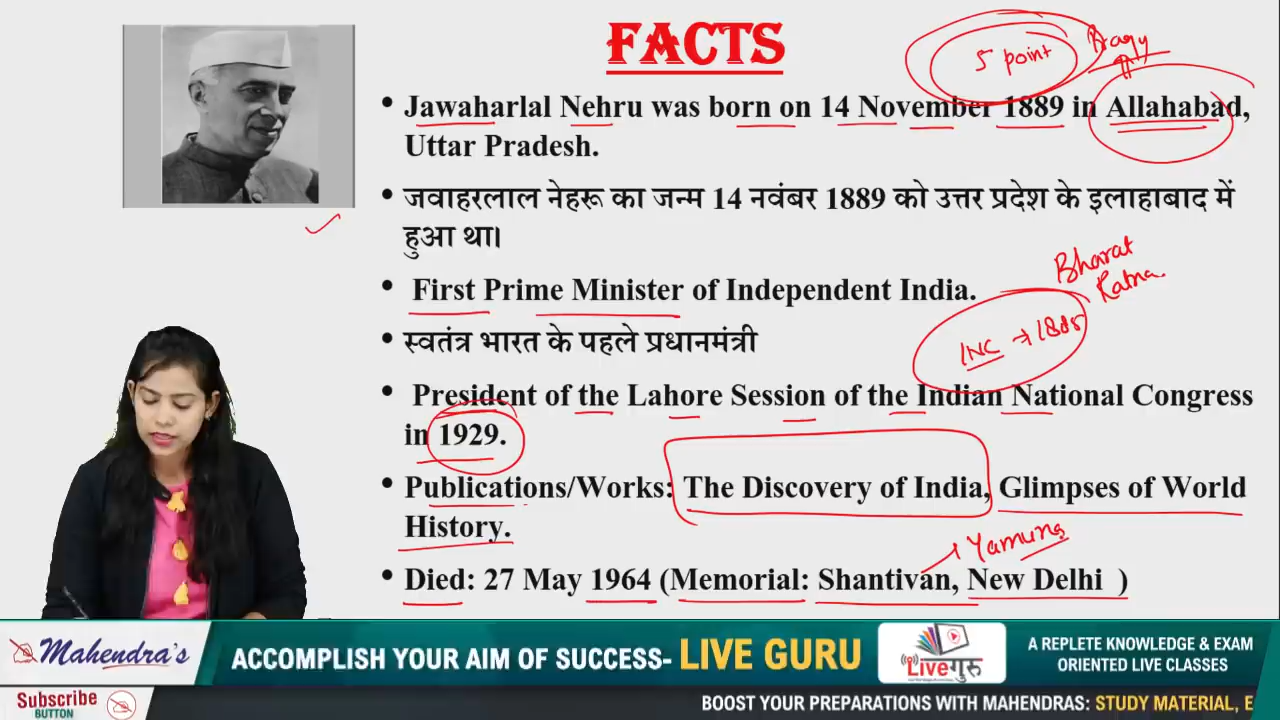 FACTS
5 point
Pragy
• Jawaharlal Nehru was born on 14 November 1889 in Allahabad,
Uttar Pradesh.
• जवाहरलाल नेहरू का जन्म 14 नवंबर 1889 को उत्तर प्रदेश के इलाहाबाद में
हुआ था।
Bharat
Ratna
• First Prime Minister of Independent India.
• स्वतंत्र भारत के पहले प्रधानमंत्री
INC → 1885
• President of the Lahore Session of the Indian National Congress
in 1929.
• Publications/Works: The Discovery of India, Glimpses of World
History.
Yamuna
• Died: 27 May 1964 (Memorial: Shantivan, New Delhi )
Mahendra's
ACCOMPLISH YOUR AIM OF SUCCESS- LIVE GURU
Liveगुरू
A REPLETE KNOWLEDGE & EXAM
ORIENTED LIVE CLASSES
Subscribe
BUTTON
BOOST YOUR PREPARATIONS WITH MAHENDRAS: STUDY MATERIAL, E